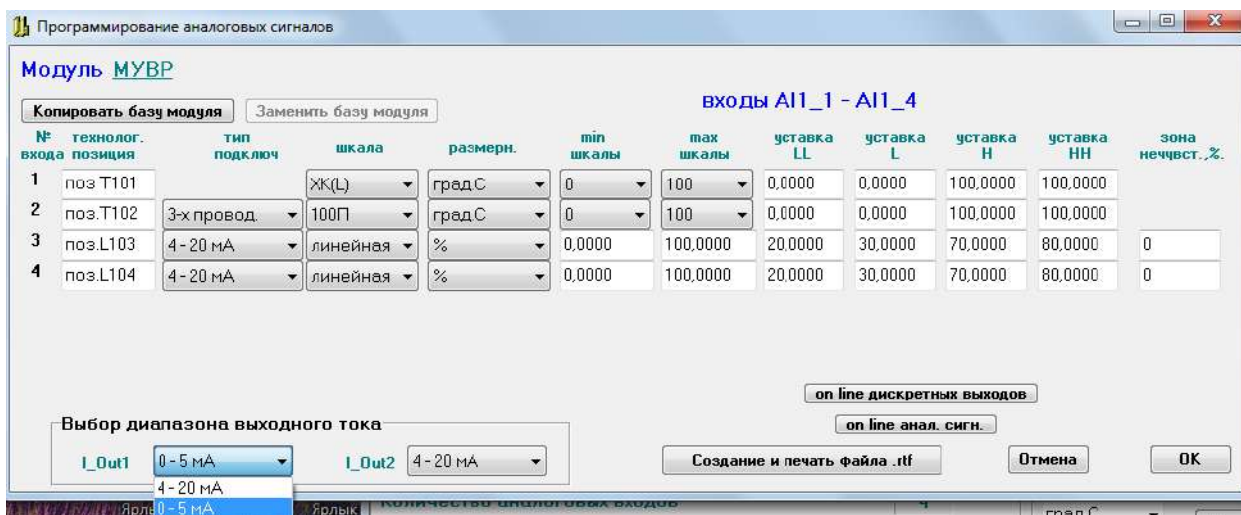 Программирование аналоговых сигналов
Модуль МУВР
Копировать базу модуля Заменить базу модуля
входы AI1_1 - AI1_4
№ входа технолог. позиция тип подключ шкала размерн. min шкалы max шкалы уставка LL уставка L уставка H уставка HH зона нечувст.,%.
1 поз T101 ХК(L) град С 0 100 0,0000 0,0000 100,0000 100,0000
2 поз.T102 3-х провод. 100П град С 0 100 0,0000 0,0000 100,0000 100,0000
3 поз.L103 4 - 20 мА линейная % 0,0000 100,0000 20,0000 30,0000 70,0000 80,0000 0
4 поз.L104 4 - 20 мА линейная % 0,0000 100,0000 20,0000 30,0000 70,0000 80,0000 0
on line дискретных выходов
Выбор диапазона выходного тока
on line анал. сигн.
I_Out1 0 - 5 мА I_Out2 4 - 20 мА
Создание и печать файла .rtf Отмена OK
4 - 20 мА
0 - 5 мА
Ярлык
Количество аналоговых входов
град С